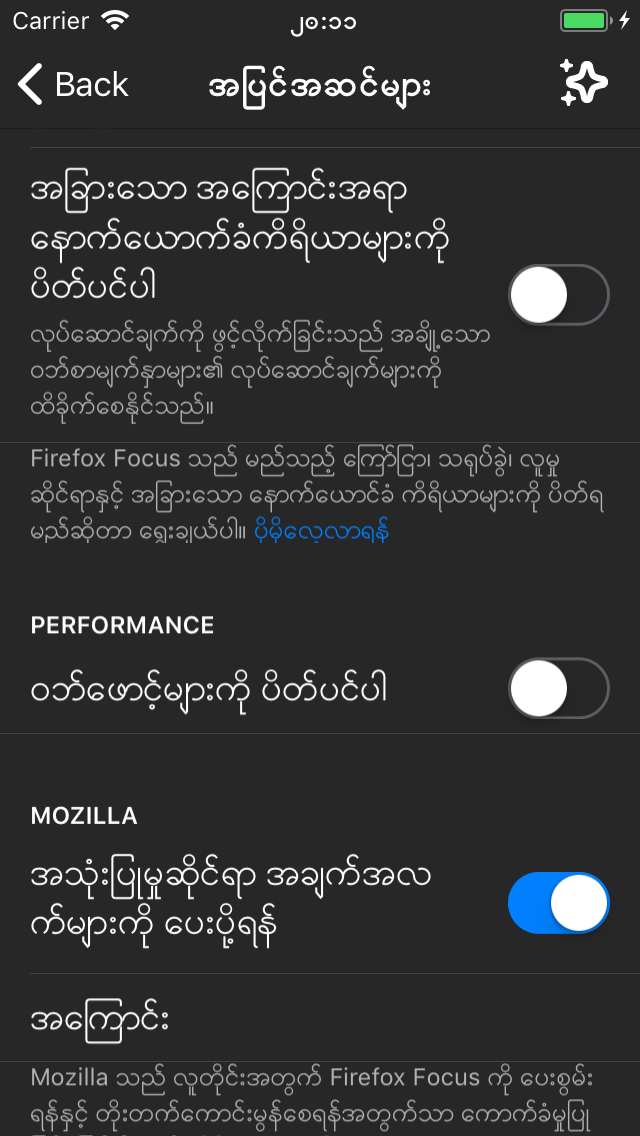 Carrier ၂၈:၁၁
Back အပြင်အဆင်များ
အခြားသော အကြောင်းအရာ
နောက်ယောက်ခံကိရိယာများကို
ပိတ်ပင်ပါ
လုပ်ဆောင်ချက်ကို ဖွင့်လိုက်ခြင်းသည် အချို့သော
ဝဘ်စာမျက်နှာများ၏ လုပ်ဆောင်ချက်များကို
ထိခိုက်စေနိုင်သည်။
Firefox Focus သည် မည်သည့် ကြော်ငြာ၊ သရုပ်ခွဲ၊ လူမှု
ဆိုင်ရာနှင့် အခြားသော နောက်ယောင်ခံ ကိရိယာများကို ပိတ်ရ
မည်ဆိုတာ ရွေးချယ်ပါ။ ပိုမိုလေ့လာရန်
PERFORMANCE
ဝဘ်ဖောင့်များကို ပိတ်ပင်ပါ
MOZILLA
အသုံးပြုမှုဆိုင်ရာ အချက်အလ
က်များကို ပေးပို့ရန်
အကြောင်း
Mozilla သည် လူတိုင်းအတွက် Firefox Focus ကို ပေးစွမ်း
ရန်နှင့် တိုးတက်ကောင်းမွန်စေရန်အတွက်သာ ကောက်ခံမှုပြု